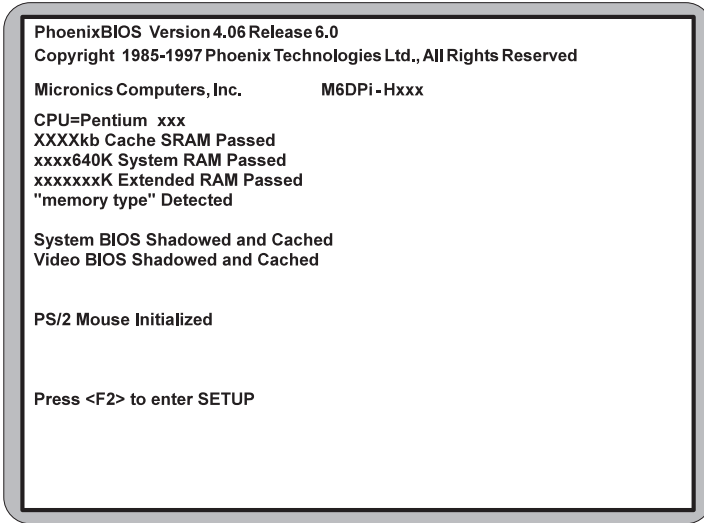 PhoenixBIOS Version 4.06 Release 6.0
Copyright 1985-1997 Phoenix Technologies Ltd., All Rights Reserved
Micronics Computers, Inc. M6DPi-Hxxx
CPU=Pentium xxx
XXXXkb Cache SRAM Passed
xxxx640K System RAM Passed
xxxxxxxK Extended RAM Passed
"memory type" Detected
System BIOS Shadowed and Cached
Video BIOS Shadowed and Cached
PS/2 Mouse Initialized
Press <F2> to enter SETUP